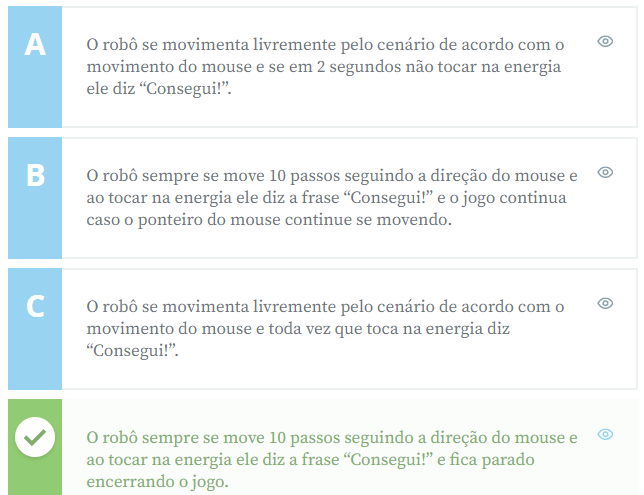 A
O robô se movimenta livremente pelo cenário de acordo com o
movimento do mouse e se em 2 segundos não tocar na energia
ele diz “Consegui!”.
B
O robô sempre se move 10 passos seguindo a direção do mouse e
ao tocar na energia ele diz a frase “Consegui!” e o jogo continua
caso o ponteiro do mouse continue se movendo.
C
O robô se movimenta livremente pelo cenário de acordo com o
movimento do mouse e toda vez que toca na energia diz
“Consegui!”.
O robô sempre se move 10 passos seguindo a direção do mouse e
ao tocar na energia ele diz a frase “Consegui!” e fica parado
encerrando o jogo.